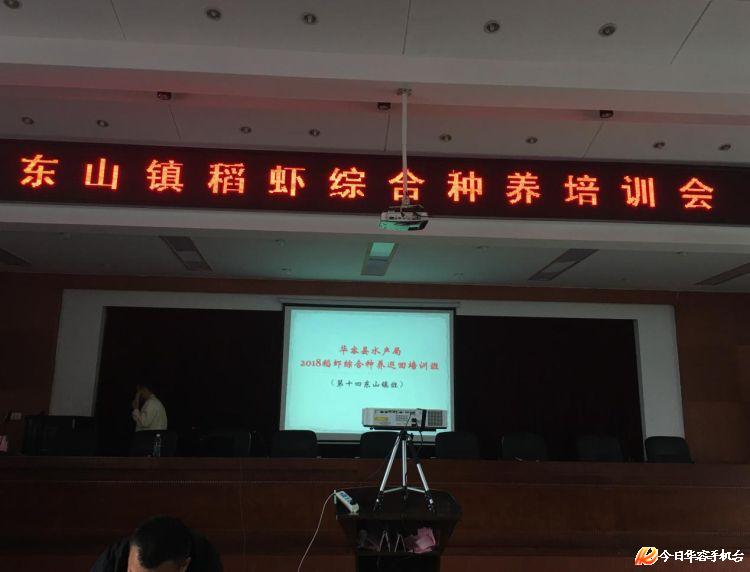 东山镇稻虾综合种养培训会
华容县水产局
2018稻虾综合种养巡回培训班
（第十四东山镇班）
今日华容手机台